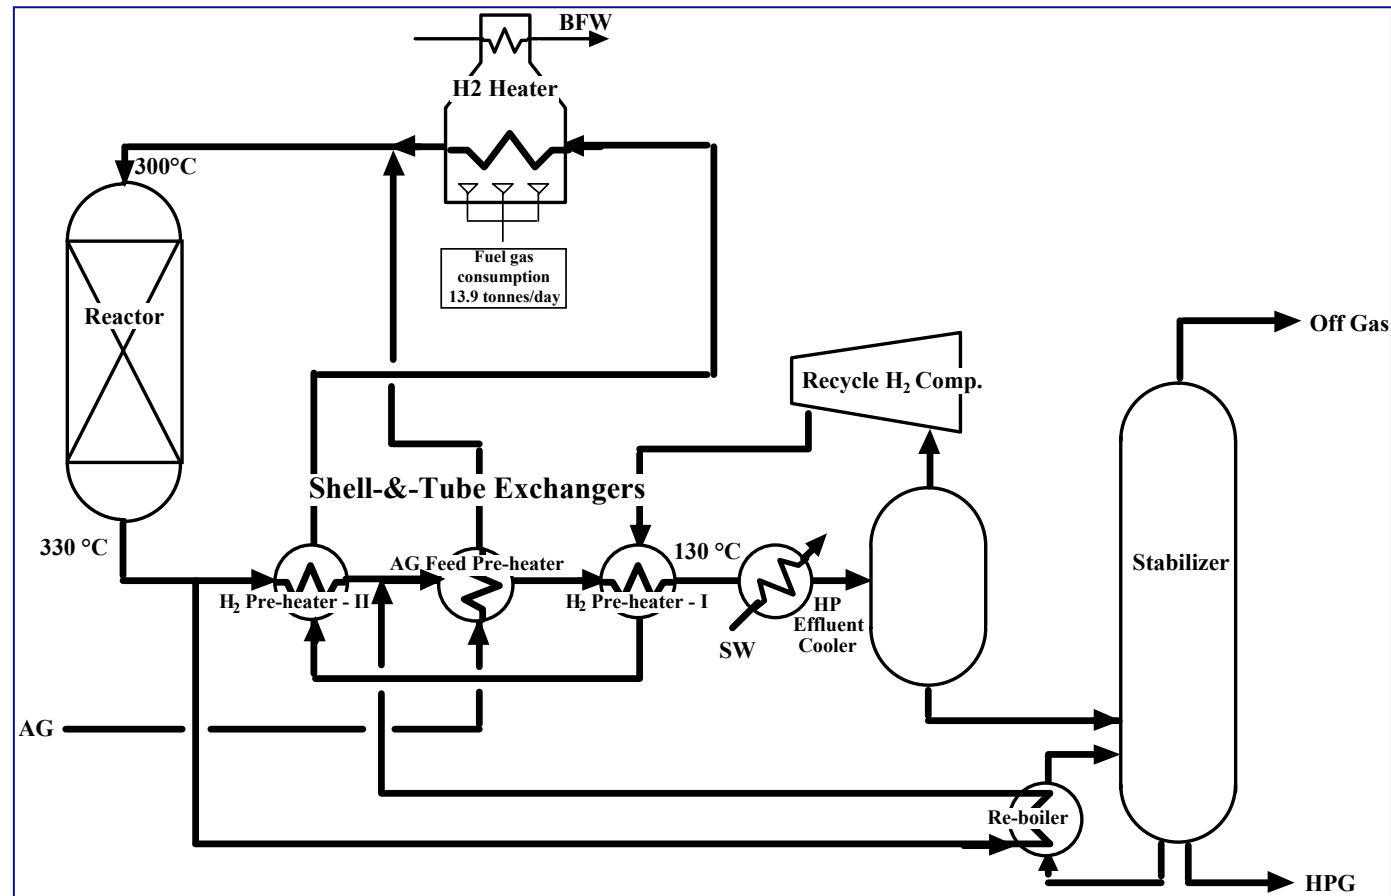 BFW
H2 Heater
300°C
Fuel gas
consumption
13.9 tonnes/day
Reactor
Off Gas
Recycle H2 Comp.
Shell-&-Tube Exchangers
330 °C
130 °C
AG Feed Pre-heater
Stabilizer
H2 Pre-heater - II
H2 Pre-heater - I
HP
Effluent
Cooler
SW
AG
Re-boiler
HPG